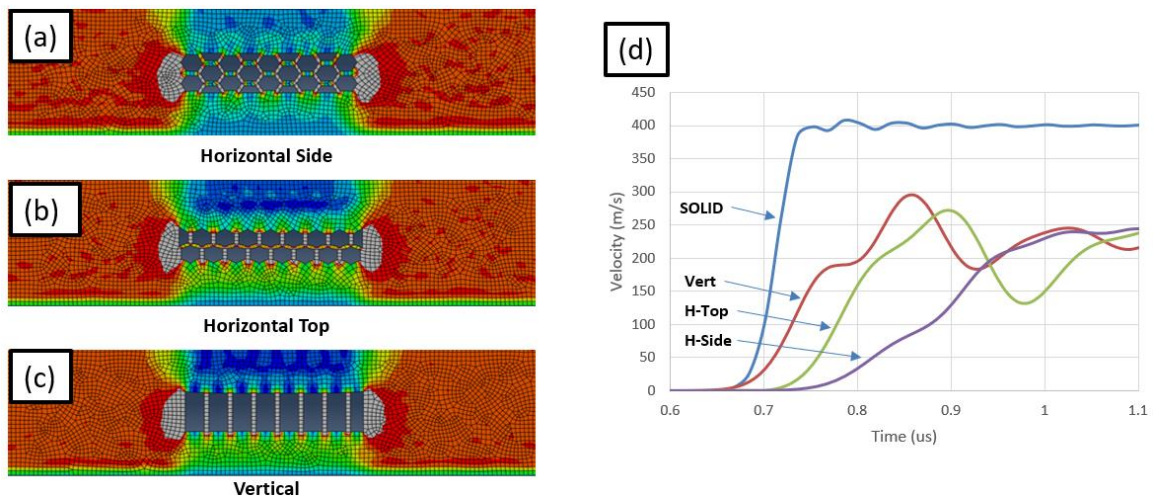 (a)
Horizontal Side
(b)
Horizontal Top
(c)
Vertical
(d)
450
400
350
300
250
200
150
100
50
0
Velocity (m/s)
SOLID
Vert
H-Top
H-Side
0.6 0.7 0.8 0.9 1 1.1
Time (us)